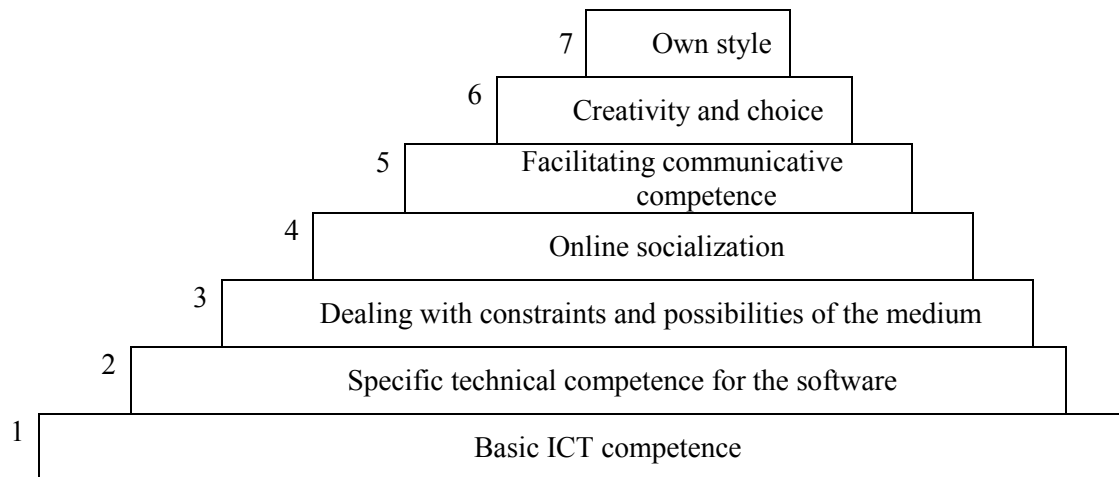 7 Own style
6 Creativity and choice
5 Facilitating communicative
competence
4 Online socialization
3 Dealing with constraints and possibilities of the medium
2 Specific technical competence for the software
1 Basic ICT competence